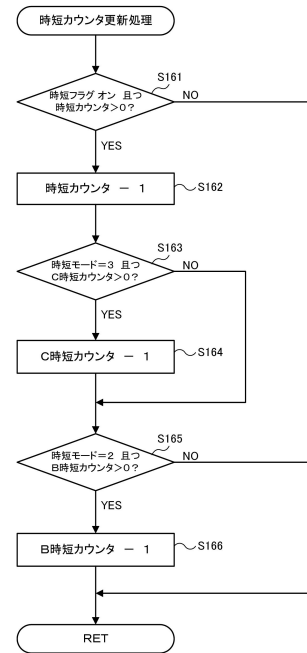 時短カウンタ更新処理
S161
時短フラグ オン 且つ
時短カウンタ>0?
NO
YES
時短カウンタ － 1
S162
S163
時短モード=3 且つ
C時短カウンタ>0?
NO
YES
C時短カウンタ － 1
S164
S165
時短モード=2 且つ
B時短カウンタ>0?
NO
YES
B時短カウンタ － 1
S166
RET